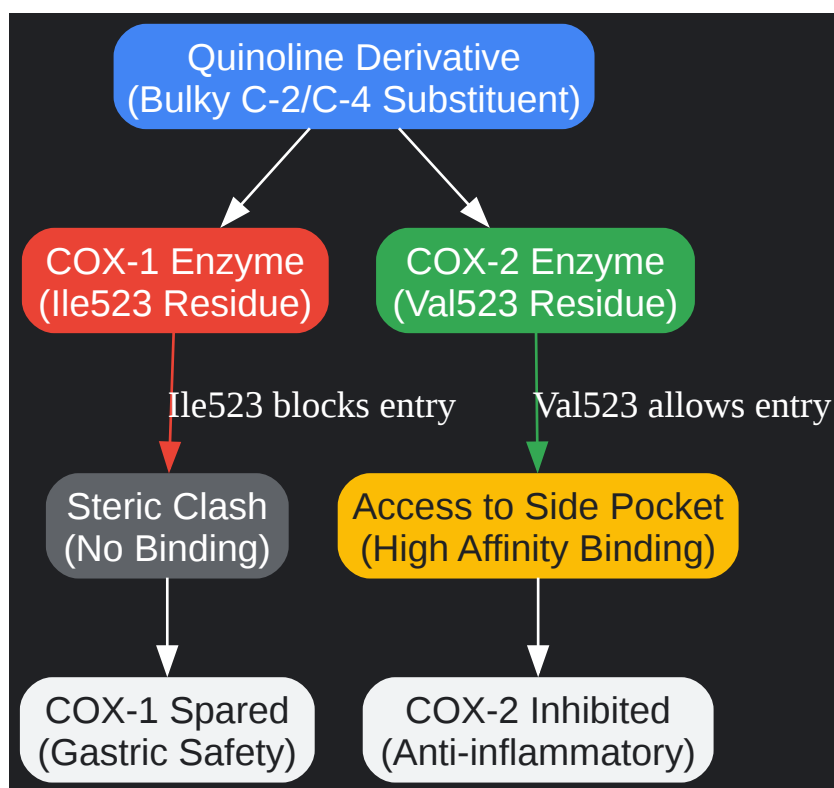 Quinoline Derivative
(Bulky C-2/C-4 Substituent)
COX-1 Enzyme
(Ile523 Residue)
COX-2 Enzyme
(Val523 Residue)
Ile523 blocks entry
Val523 allows entry
Steric Clash
(No Binding)
Access to Side Pocket
(High Affinity Binding)
COX-1 Spared
(Gastric Safety)
COX-2 Inhibited
(Anti-inflammatory)